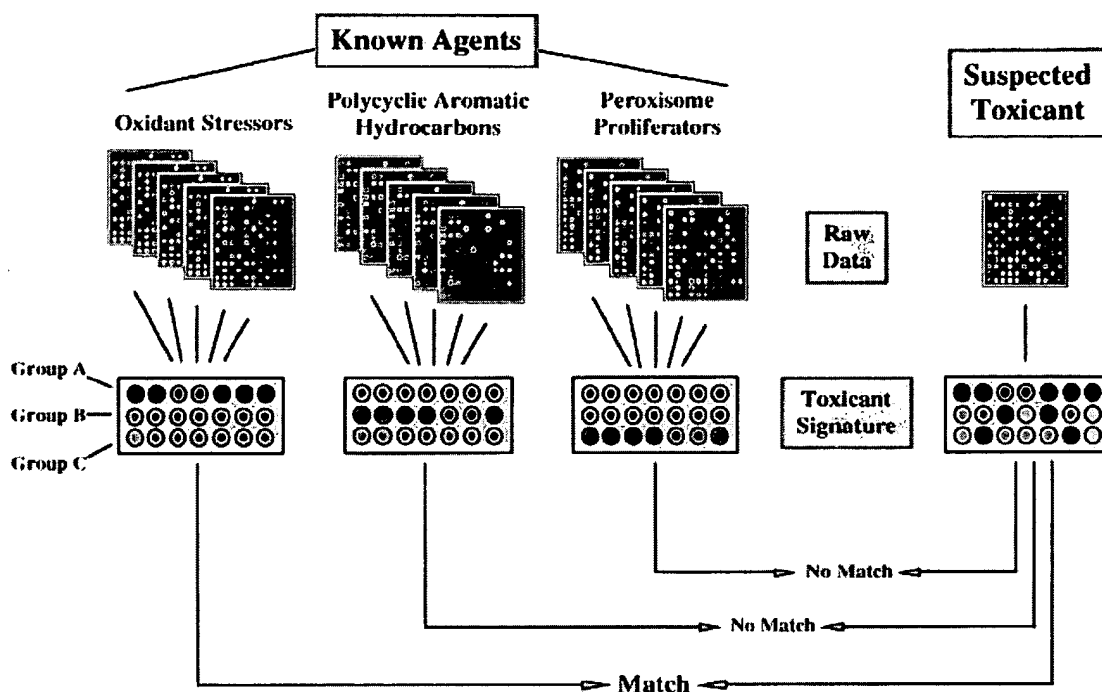 Known Agents
Suspected
Toxicant
Oxidant Stressors
Polycyclic Aromatic
Hydrocarbons
Peroxisome
Proliferators
Raw
Data
Group A
Group B
Group C
Toxicant
Signature
No Match
No Match
Match